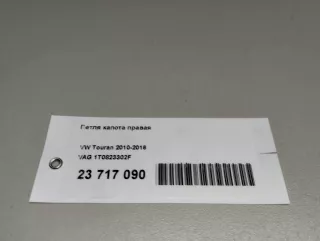 Петля капота правая
VW Touran 2010-2015
VAG 1T0823302F
23 717 090